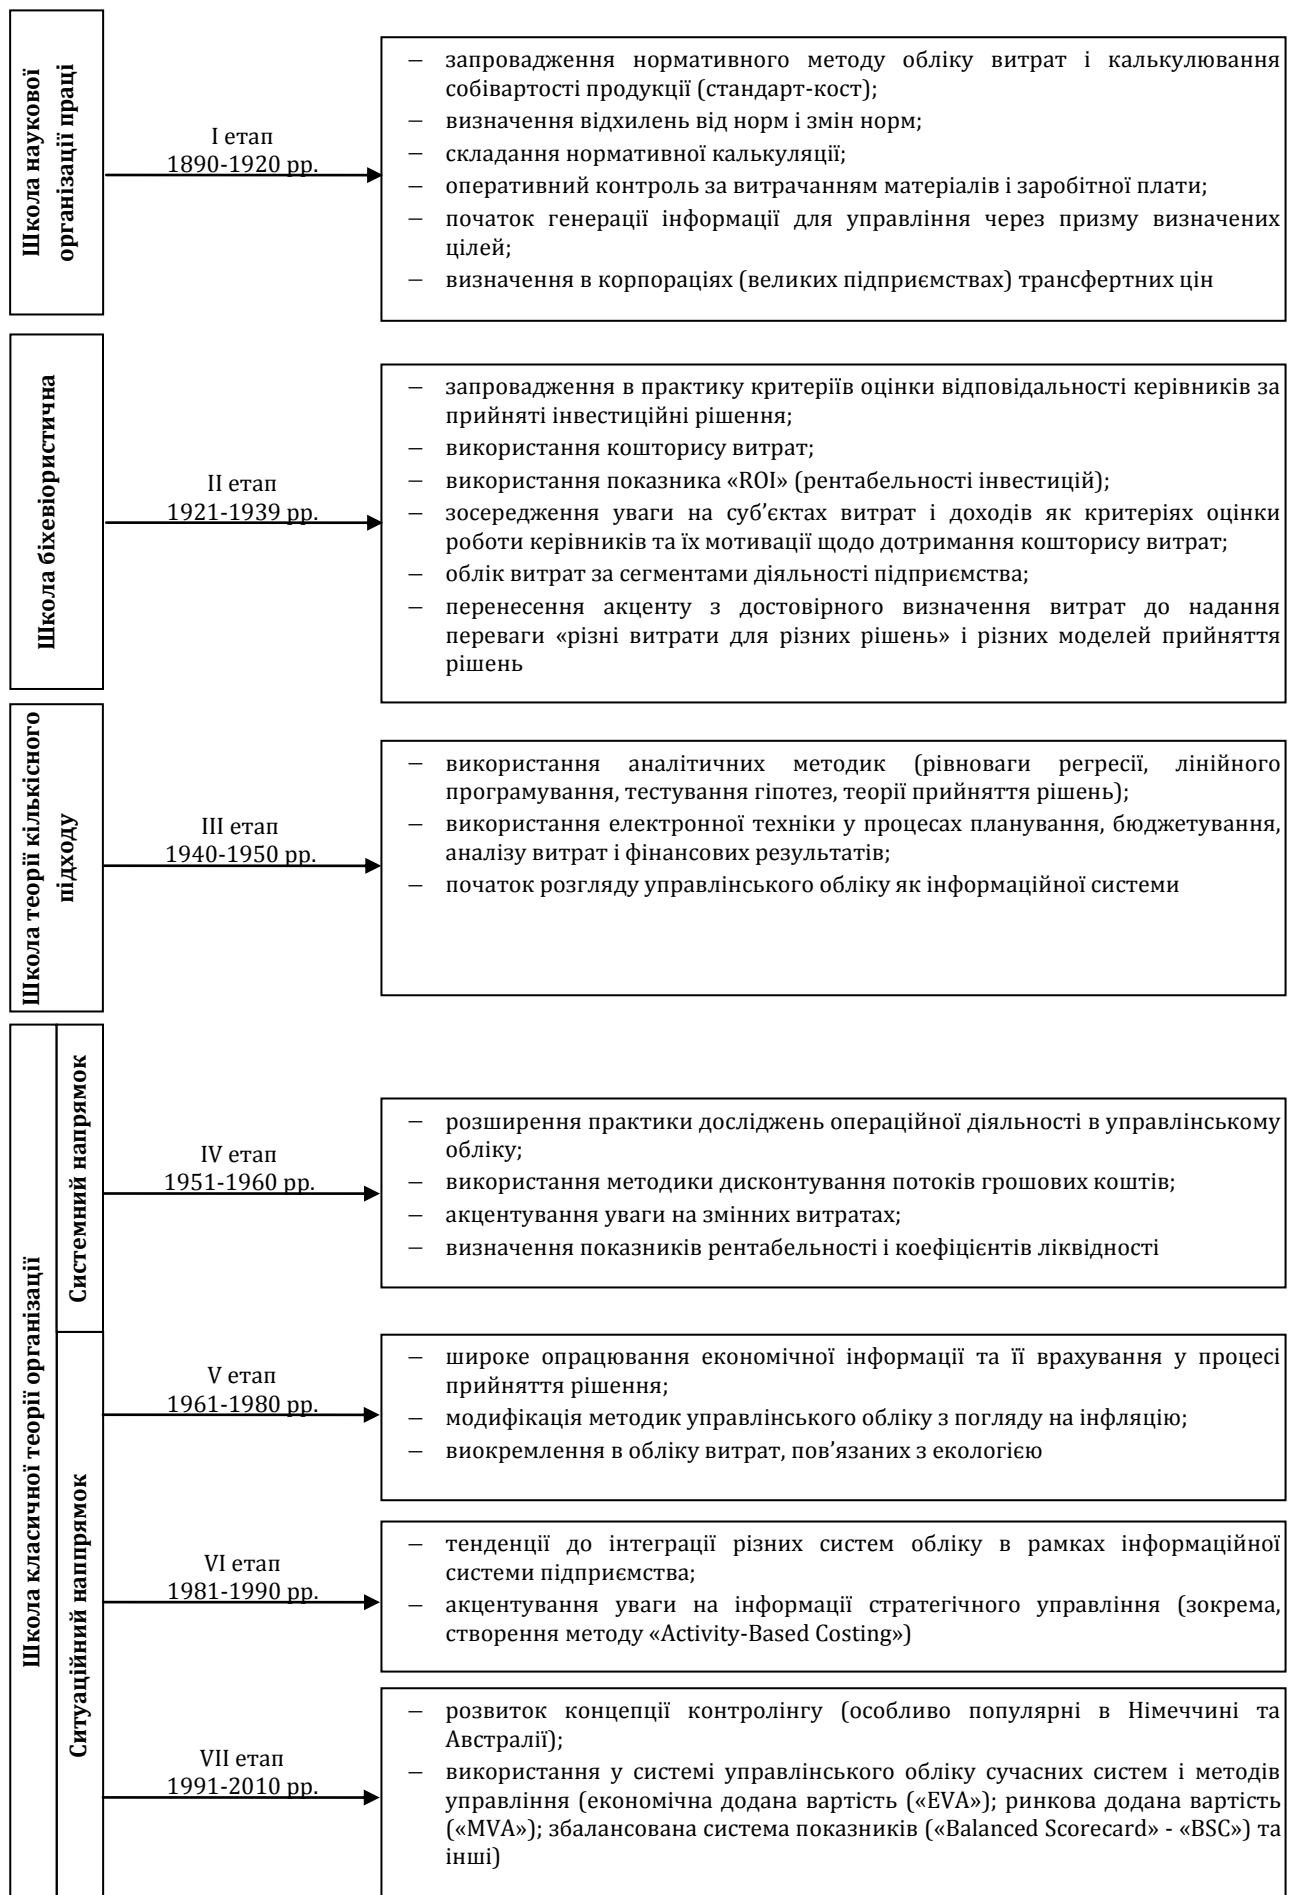 Школа наукової
організації праці
І етап
1890-1920 рр.
– запровадження нормативного методу обліку витрат і калькулювання
собівартості продукції (стандарт-кост);
– визначення відхилень від норм і змін норм;
– складання нормативної калькуляції;
– оперативний контроль за витрачанням матеріалів і заробітної плати;
– початок генерації інформації для управління через призму визначених
цілей;
– визначення в корпораціях (великих підприємствах) трансфертних цін
Школа біхевіористична
ІІ етап
1921-1939 рр.
– запровадження в практику критеріїв оцінки відповідальності керівників за
прийняті інвестиційні рішення;
– використання кошторису витрат;
– використання показника «ROI» (рентабельності інвестицій);
– зосередження уваги на суб’єктах витрат і доходів як критеріях оцінки
роботи керівників та їх мотивації щодо дотримання кошторису витрат;
– облік витрат за сегментами діяльності підприємства;
– перенесення акценту з достовірного визначення витрат до надання
переваги «різні витрати для різних рішень» і різних моделей прийняття
рішень
Школа теорії кількісного
підходу
ІІІ етап
1940-1950 рр.
– використання аналітичних методик (рівноваги регресії, лінійного
програмування, тестування гіпотез, теорії прийняття рішень);
– використання електронної техніки у процесах планування, бюджетування,
аналізу витрат і фінансових результатів;
– початок розгляду управлінського обліку як інформаційної системи
Школа класичної теорії організації
Системний напрямок
IV етап
1951-1960 рр.
– розширення практики досліджень операційної діяльності в управлінському
обліку;
– використання методики дисконтування потоків грошових коштів;
– акцентування уваги на змінних витратах;
– визначення показників рентабельності і коефіцієнтів ліквідності
Ситуаційний наппрямок
V етап
1961-1980 рр.
– широке опрацювання економічної інформації та її врахування у процесі
прийняття рішення;
– модифікація методик управлінського обліку з погляду на інфляцію;
– виокремлення в обліку витрат, пов’язаних з екологією
VI етап
1981-1990 рр.
– тенденції до інтеграції різних систем обліку в рамках інформаційної
системи підприємства;
– акцентування уваги на інформації стратегічного управління (зокрема,
створення методу «Activity-Based Costing»)
VII етап
1991-2010 рр.
– розвиток концепції контролінгу (особливо популярні в Німеччині та
Австралії);
– використання у системі управлінського обліку сучасних систем і методів
управління (економічна додана вартість («EVA»); ринкова додана вартість
(«MVA»); збалансована система показників («Balanced Scorecard» - «BSC») та
інші)